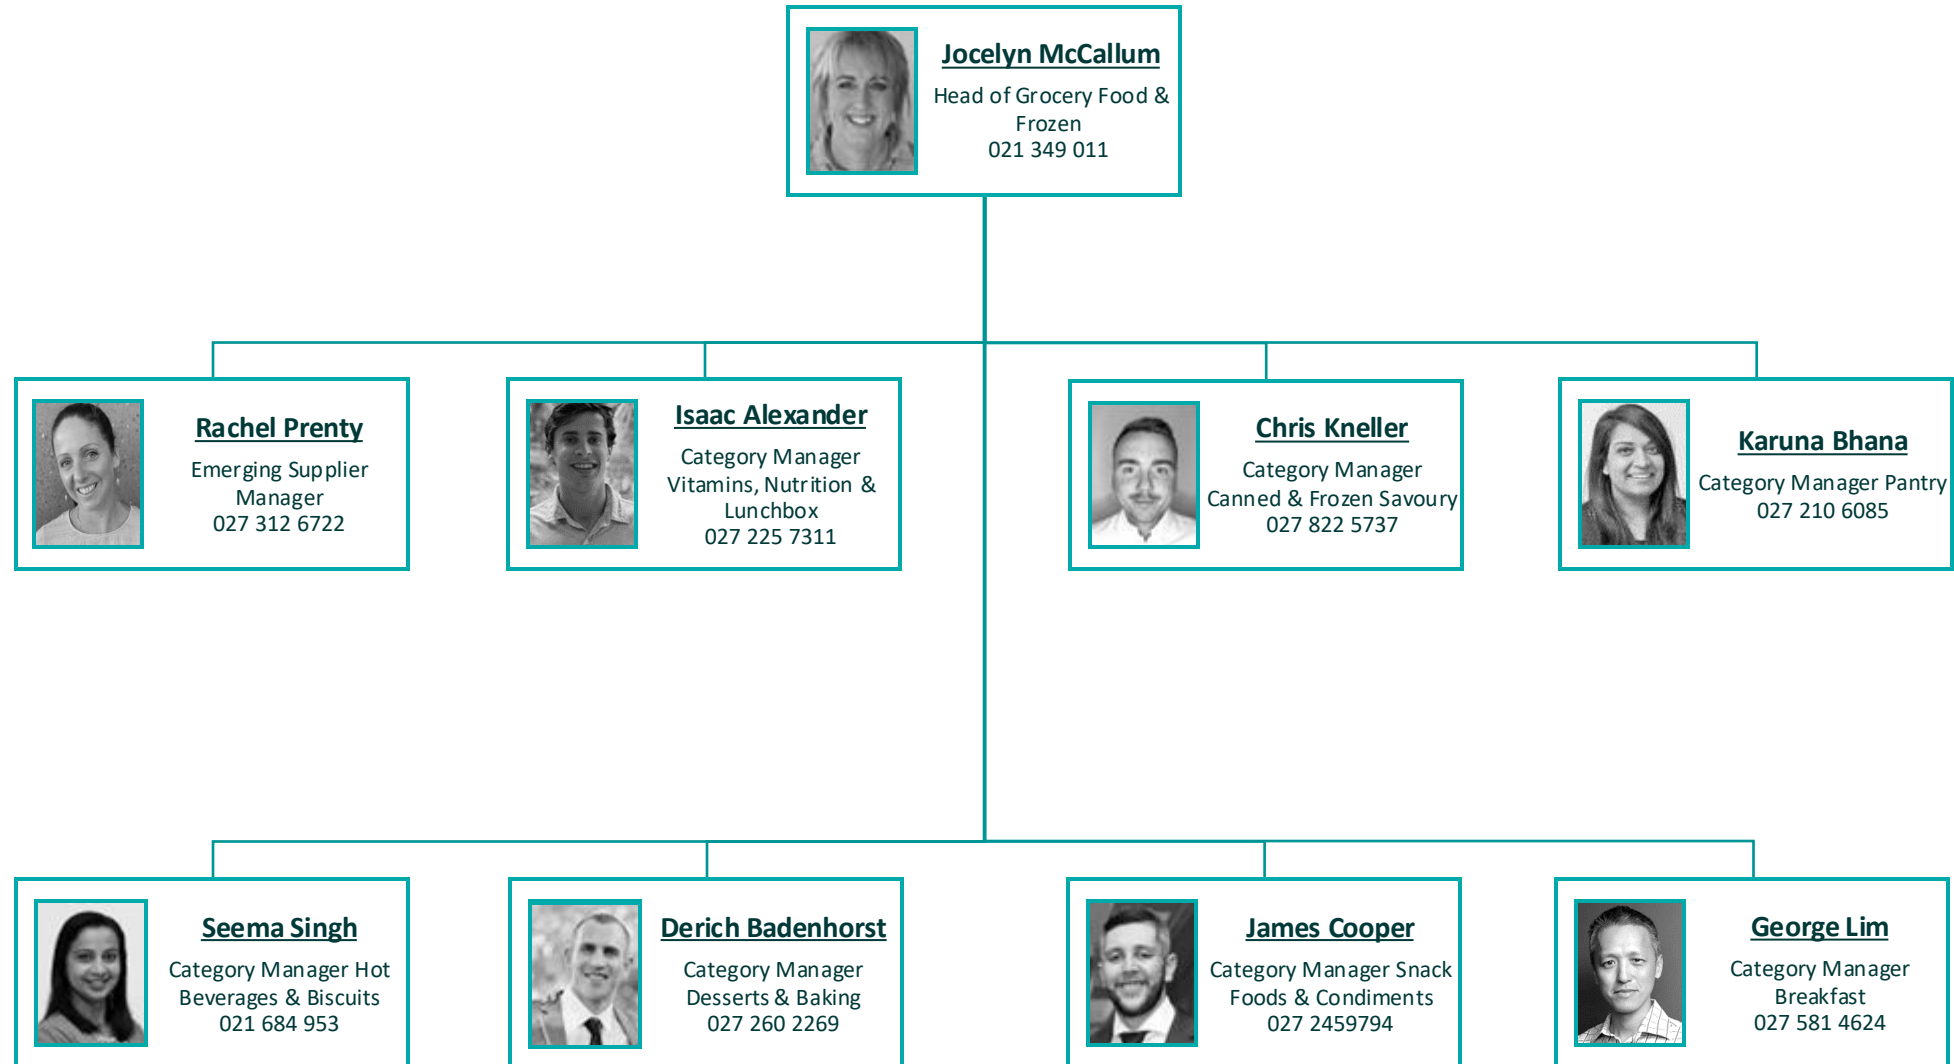 Jocelyn McCallum
Head of Grocery Food &
Frozen
021 349 011
Rachel Prenty
Emerging Supplier
Manager
027 312 6722
Isaac Alexander
Category Manager
Vitamins, Nutrition &
Lunchbox
027 225 7311
Chris Kneller
Category Manager
Canned & Frozen Savoury
027 822 5737
Karuna Bhana
Category Manager Pantry
027 210 6085
Seema Singh
Category Manager Hot
Beverages & Biscuits
021 684 953
Derich Badenhorst
Category Manager
Desserts & Baking
027 260 2269
James Cooper
Category Manager Snack
Foods & Condiments
027 2459794
George Lim
Category Manager
Breakfast
027 581 4624